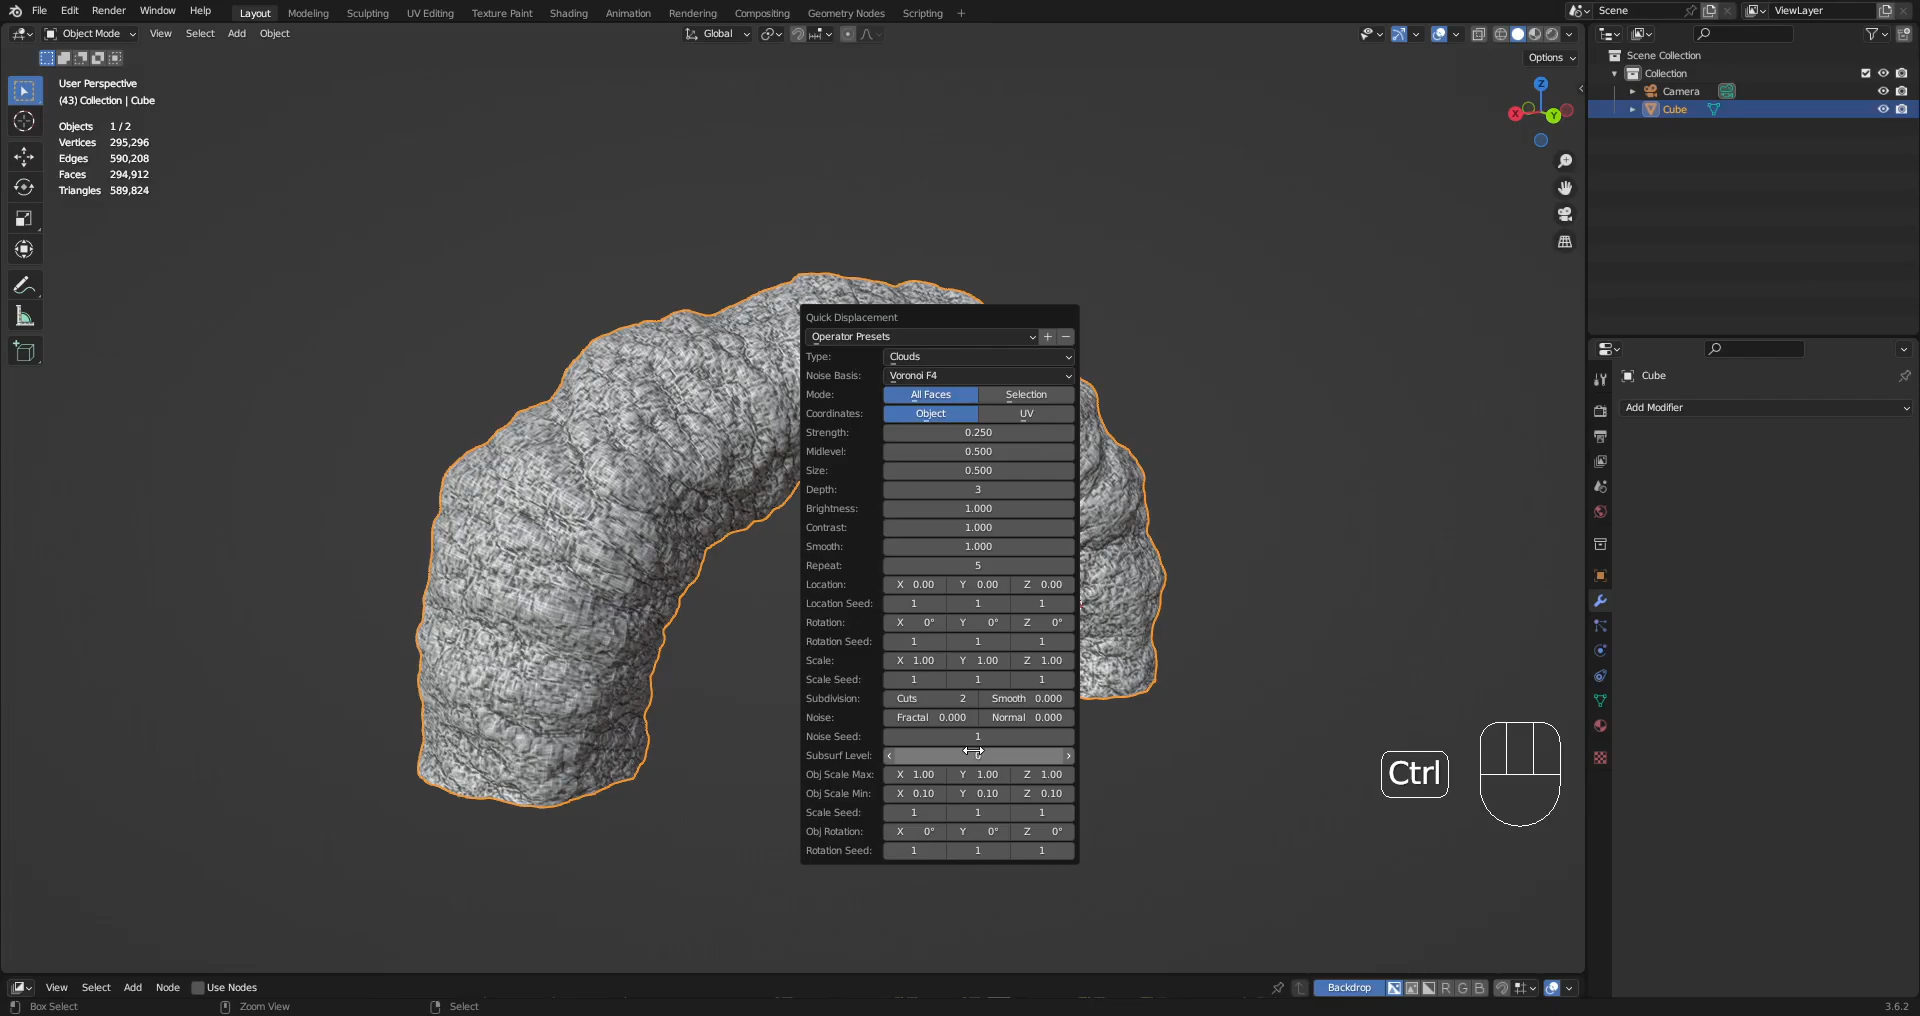 File Edit Render Window Help Layout Modeling Sculpting UV Editing Texture Paint Shading Animation Rendering Compositing Geometry Nodes Scripting + Scene ViewLayer
Object Mode View Select Add Object Global
Options
User Perspective
(43) Collection | Cube
Objects 1 / 2
Vertices 295,296
Edges 590,208
Faces 294,912
Triangles 589,824
Z
X
Y
Scene Collection
Collection
Camera
Cube
Cube
Add Modifier
Quick Displacement
Operator Presets + −
Type: Clouds
Noise Basis: Voronoi F4
Mode: All Faces Selection
Coordinates: Object UV
Strength: 0.250
Midlevel: 0.500
Size: 0.500
Depth: 3
Brightness: 1.000
Contrast: 1.000
Smooth: 1.000
Repeat: 5
Location: X 0.00 Y 0.00 Z 0.00
Location Seed: 1 1 1
Rotation: X 0° Y 0° Z 0°
Rotation Seed: 1 1 1
Scale: X 1.00 Y 1.00 Z 1.00
Scale Seed: 1 1 1
Subdivision: Cuts 2 Smooth 0.000
Noise: Fractal 0.000 Normal 0.000
Noise Seed: 1
Subsurf Level:
Obj Scale Max: X 1.00 Y 1.00 Z 1.00
Obj Scale Min: X 0.10 Y 0.10 Z 0.10
Scale Seed: 1 1 1
Obj Rotation: X 0° Y 0° Z 0°
Rotation Seed: 1 1 1
Ctrl
View Select Add Node Use Nodes Backdrop R G B
Box Select Zoom View Select 3.6.2